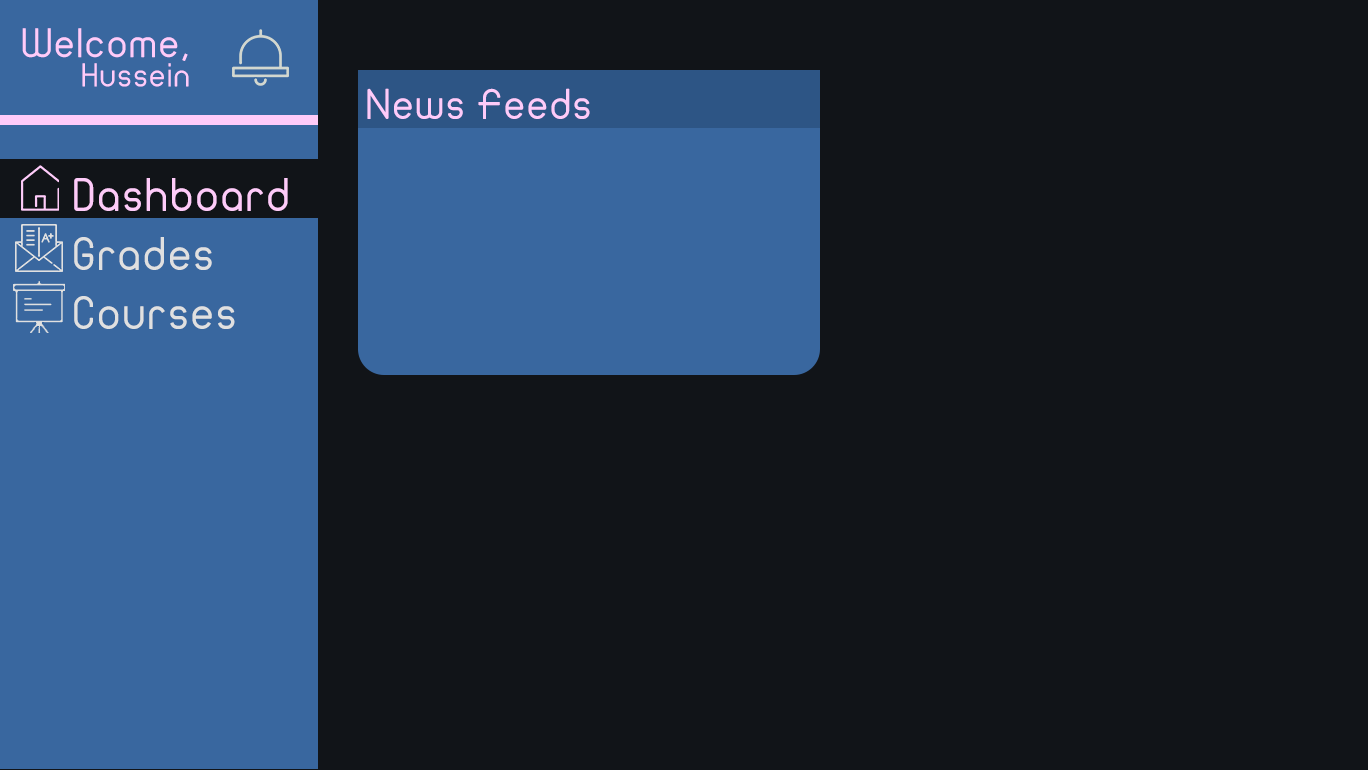 Welcome,
Hussein
News Feeds
Dashboard
A+
Grades
Courses